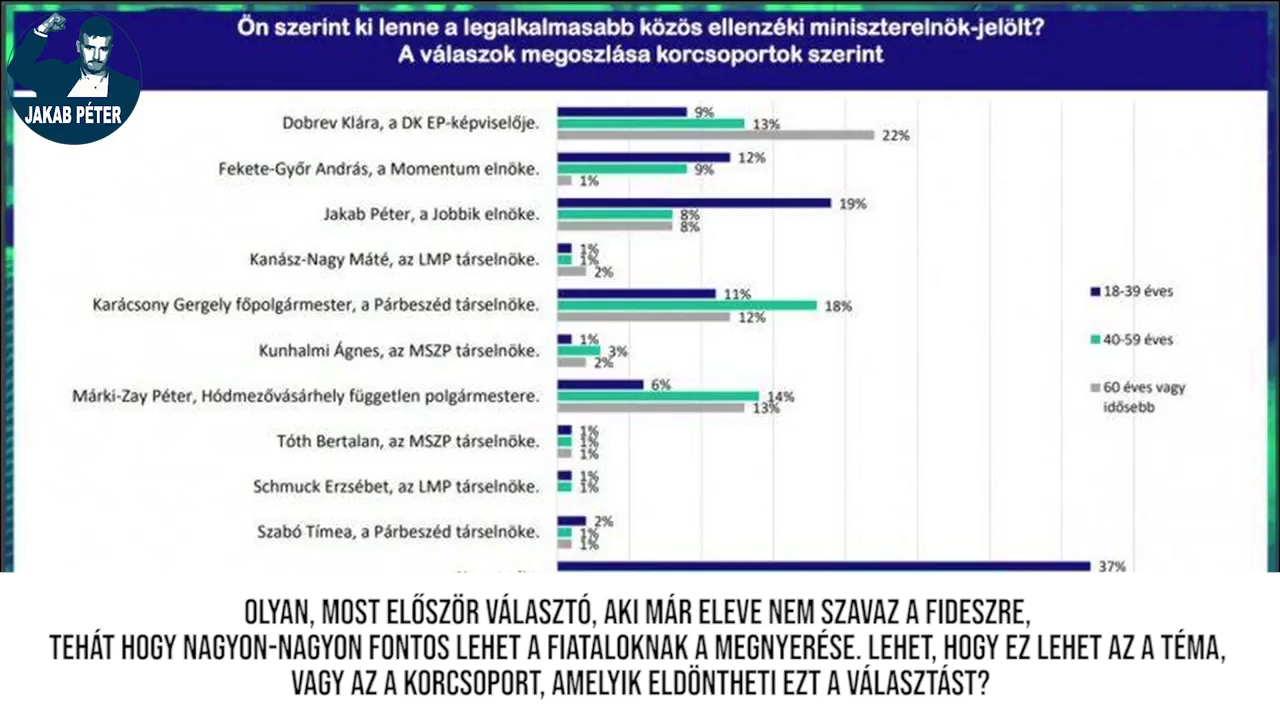 Ön szerint ki lenne a legalkalmasabb közös ellenzéki miniszterelnök-jelölt?
A válaszok megoszlása korcsoportok szerint
JAKAB PÉTER
Dobrev Klára, a DK EP-képviselője.
9%
13%
22%
Fekete-Győr András, a Momentum elnöke.
12%
9%
1%
Jakab Péter, a Jobbik elnöke.
19%
8%
8%
Kanász-Nagy Máté, az LMP társelnöke.
1%
1%
2%
Karácsony Gergely főpolgármester, a Párbeszéd társelnöke.
11%
18%
12%
Kunhalmi Ágnes, az MSZP társelnöke.
1%
3%
2%
Márki-Zay Péter, Hódmezővásárhely független polgármestere.
6%
14%
13%
Tóth Bertalan, az MSZP társelnöke.
1%
1%
1%
Schmuck Erzsébet, az LMP társelnöke.
1%
1%
Szabó Tímea, a Párbeszéd társelnöke.
2%
1%
1%
37%
18-39 éves
40-59 éves
60 éves vagy
idősebb
OLYAN, MOST ELŐSZÖR VÁLASZTÓ, AKI MÁR ELEVE NEM SZAVAZ A FIDESZRE,
TEHÁT HOGY NAGYON-NAGYON FONTOS LEHET A FIATALOKNAK A MEGNYERÉSE. LEHET, HOGY EZ LEHET AZ A TÉMA,
VAGY AZ A KORCSOPORT, AMELYIK ELDÖNTHETI EZT A VÁLASZTÁST?